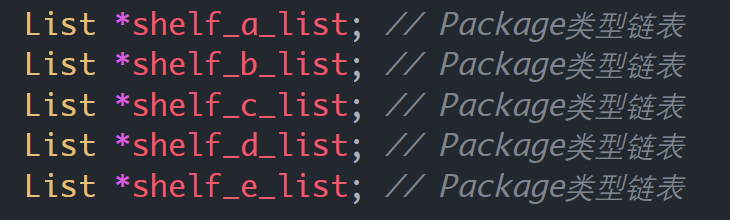 List *shelf_a_list; // Package类型链表
List *shelf_b_list; // Package类型链表
List *shelf_c_list; // Package类型链表
List *shelf_d_list; // Package类型链表
List *shelf_e_list; // Package类型链表